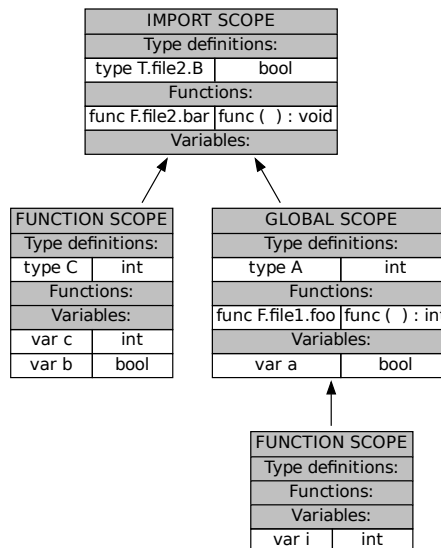 IMPORT SCOPE
Type definitions:
type T.file2.B bool
Functions:
func F.file2.bar func ( ) : void
Variables:
FUNCTION SCOPE
Type definitions:
type C int
Functions:
Variables:
var c int
var b bool
GLOBAL SCOPE
Type definitions:
type A int
Functions:
func F.file1.foo func ( ) : int
Variables:
var a bool
FUNCTION SCOPE
Type definitions:
Functions:
Variables:
var i int